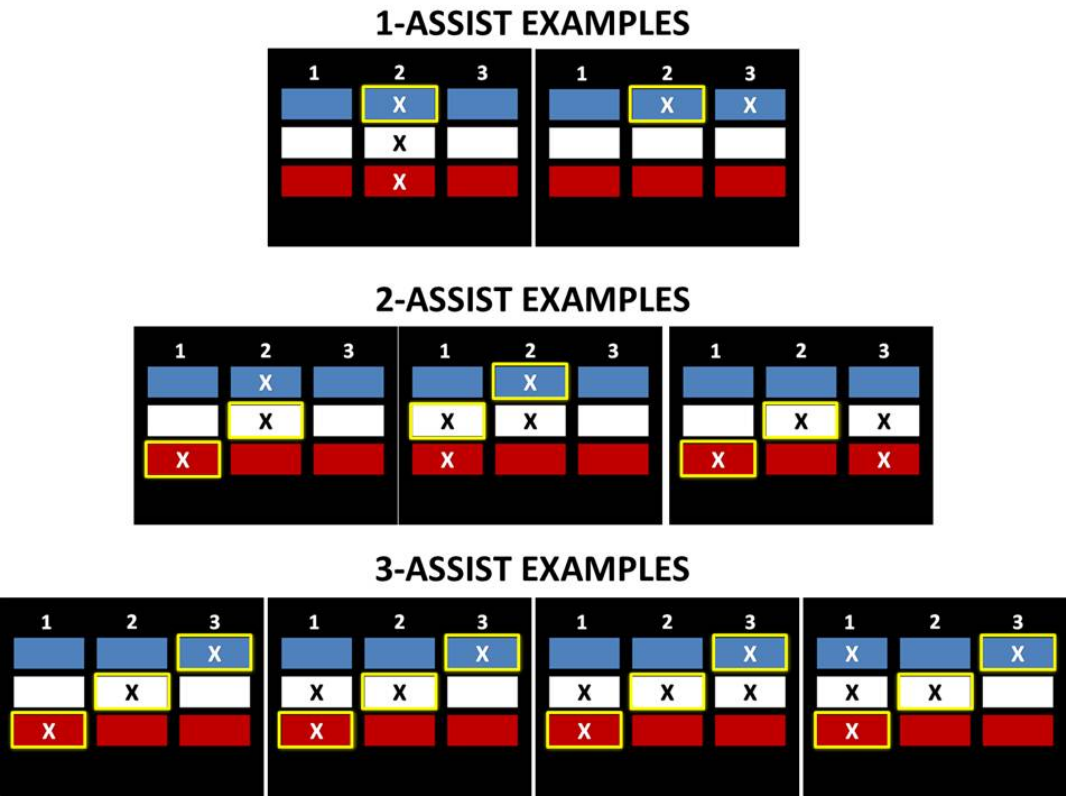 1-ASSIST EXAMPLES
1 2 3 1 2 3
X X X
X
X
2-ASSIST EXAMPLES
1 2 3 1 2 3 1 2 3
X X
X X X X X
X X X X
3-ASSIST EXAMPLES
1 2 3 1 2 3 1 2 3 1 2 3
X X X X X
X X X X X X X X
X X X X